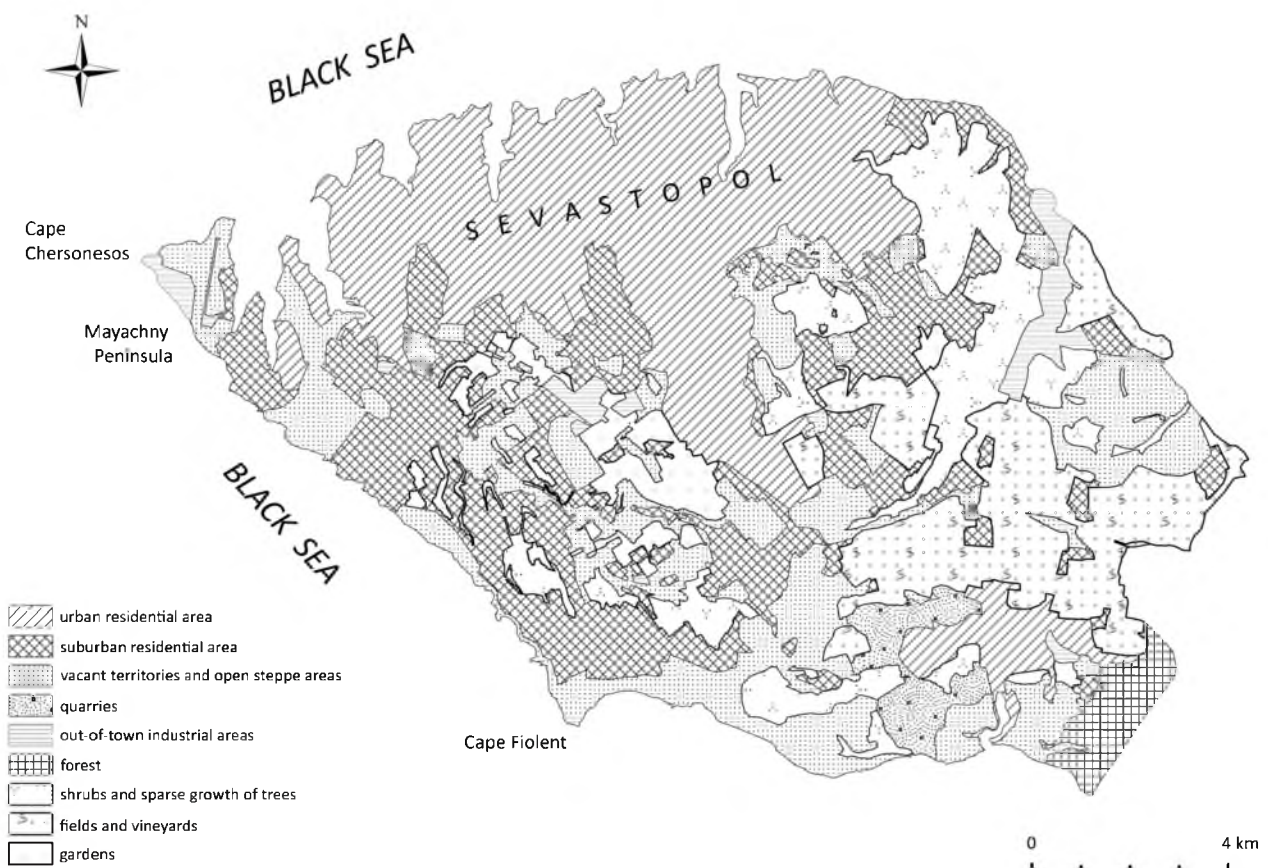 N
BLACK SEA
SEVASTOPOL
Cape
Chersonesos
Mayachny
Peninsula
BLACK SEA
Cape Fiolent
urban residential area
suburban residential area
vacant territories and open steppe areas
quarries
out-of-town industrial areas
forest
shrubs and sparse growth of trees
fields and vineyards
gardens
0 4 km